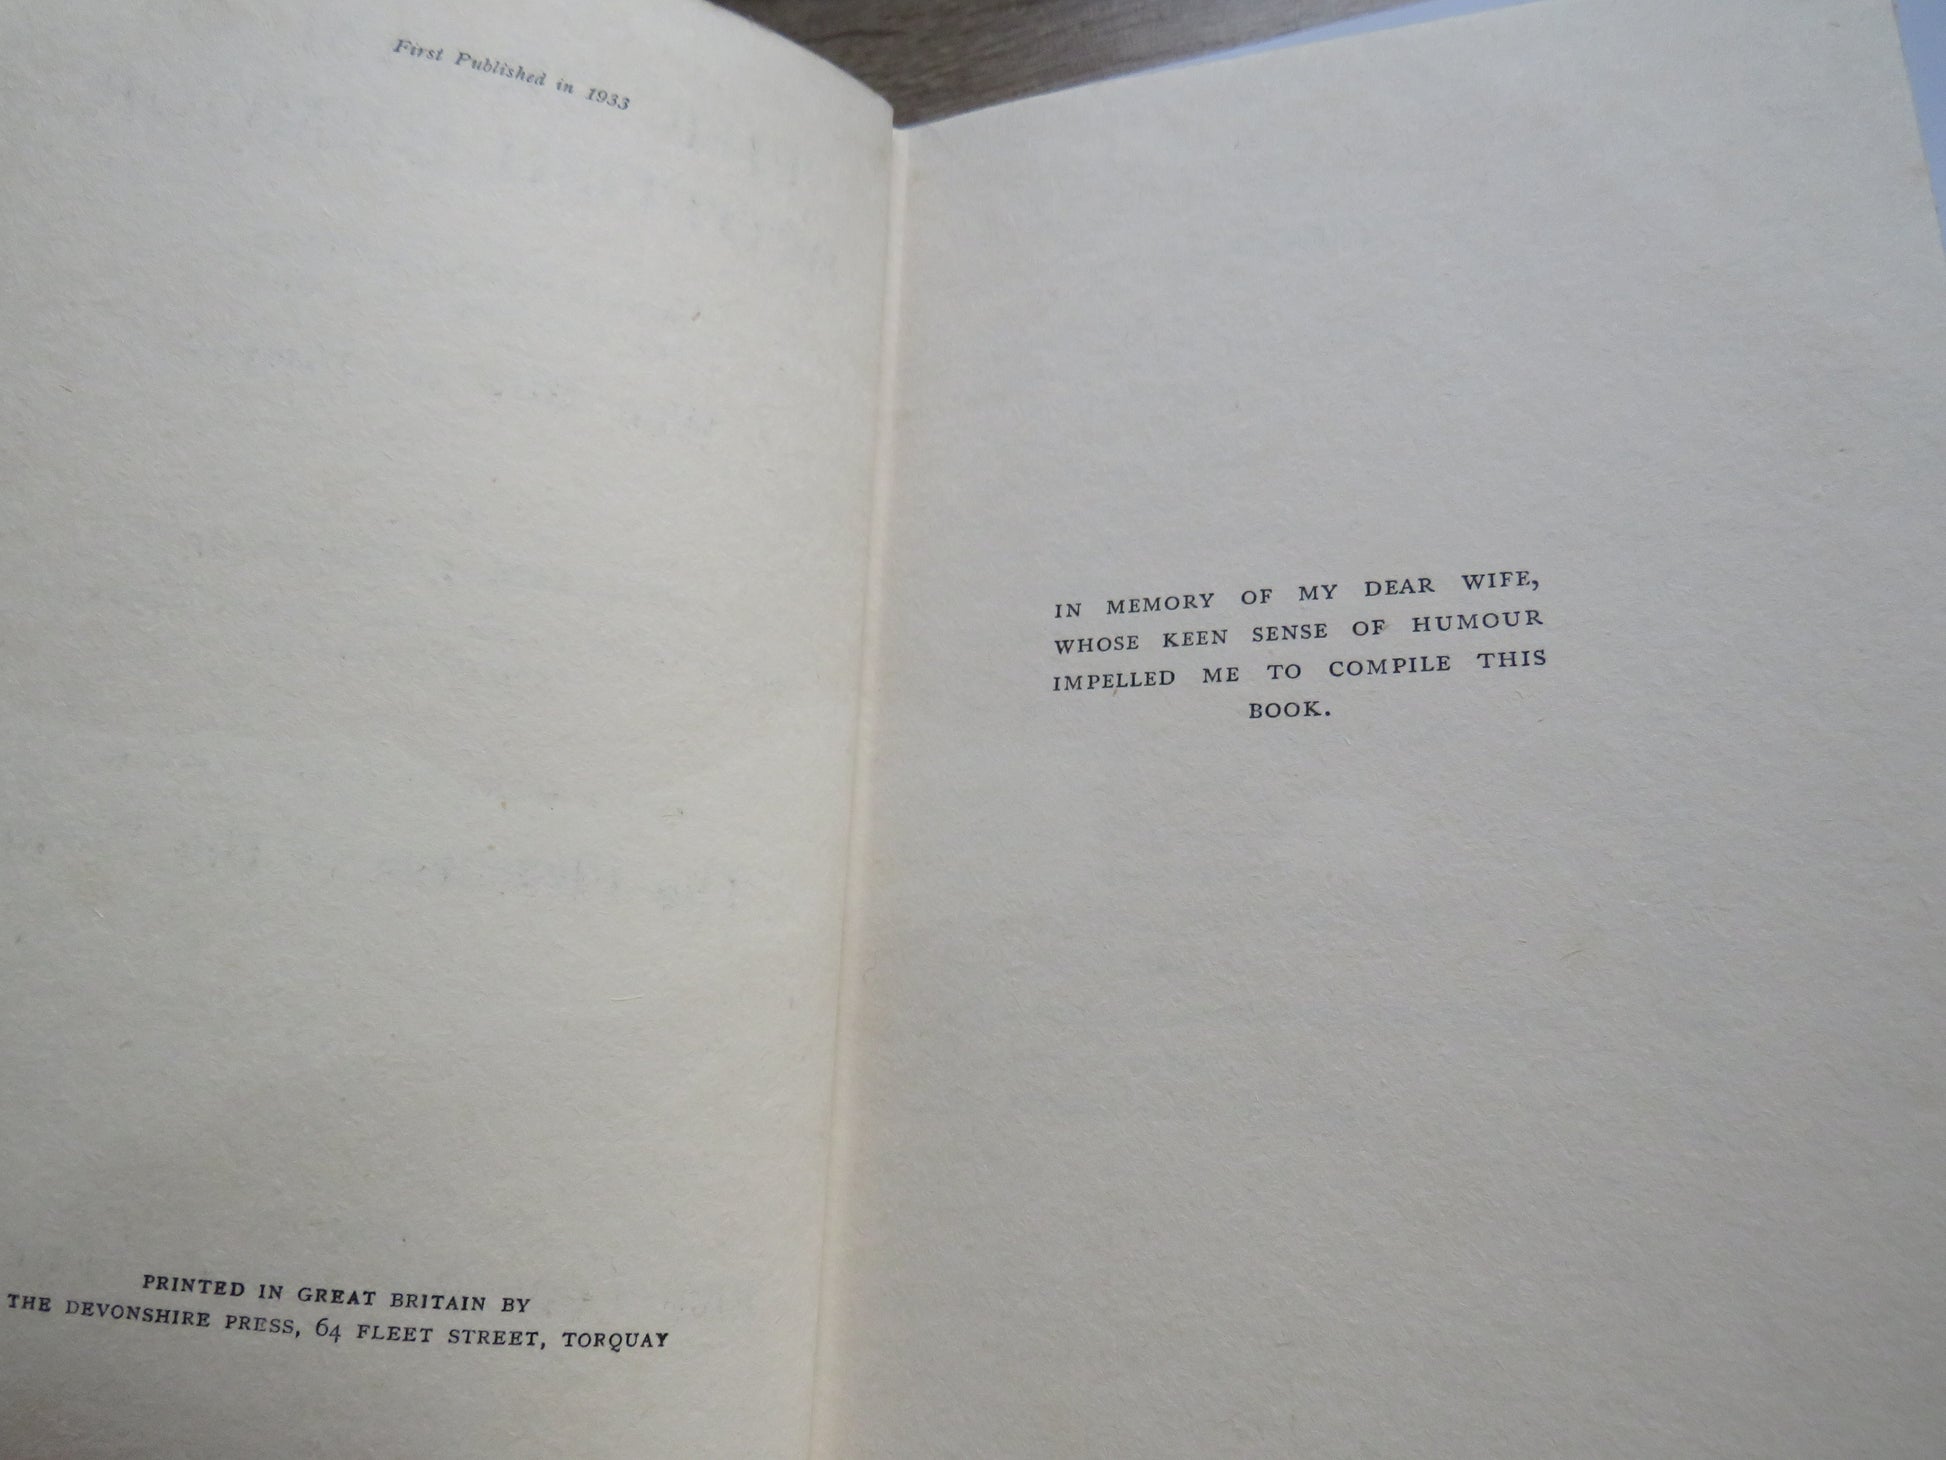 First Published in 1933
PRINTED IN GREAT BRITAIN BY
THE DEVONSHIRE PRESS, 64 FLEET STREET, TORQUAY
IN MEMORY OF MY DEAR WIFE,
WHOSE KEEN SENSE OF HUMOUR
IMPELLED ME TO COMPILE THIS
BOOK.